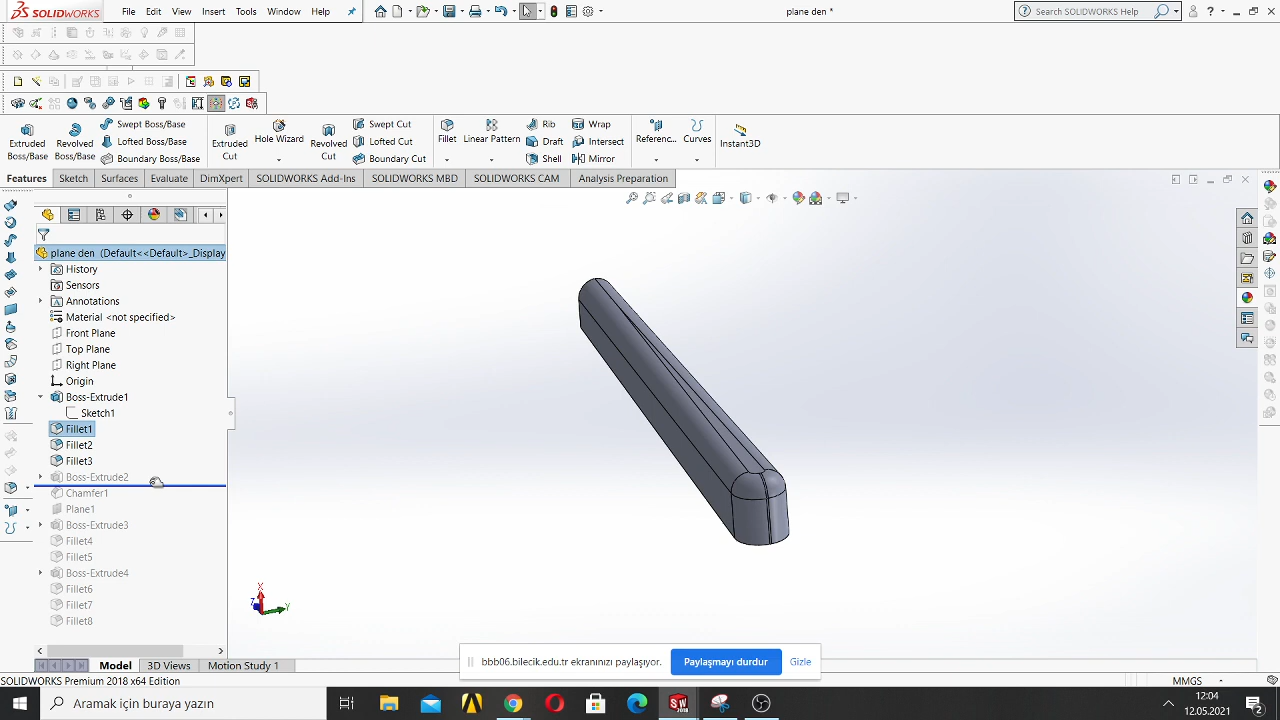 SOLIDWORKS File Edit View Insert Tools Window Help plane den * Search SOLIDWORKS Help
Extruded Boss/Base
Revolved Boss/Base
Swept Boss/Base
Lofted Boss/Base
Boundary Boss/Base
Extruded Cut
Hole Wizard
Revolved Cut
Swept Cut
Lofted Cut
Boundary Cut
Fillet
Linear Pattern
Rib
Draft
Shell
Wrap
Intersect
Mirror
Referenc...
Curves
Instant3D
Features Sketch Surfaces Evaluate DimXpert SOLIDWORKS Add-Ins SOLIDWORKS MBD SOLIDWORKS CAM Analysis Preparation
plane den (Default<<Default>_Display
History
Sensors
Annotations
Material <not specified>
Front Plane
Top Plane
Right Plane
Origin
Boss-Extrude1
Sketch1
Fillet1
Fillet2
Fillet3
Boss-Extrude2
Chamfer1
Plane1
Boss-Extrude3
Fillet4
Fillet5
Boss-Extrude4
Fillet6
Fillet7
Fillet8
X
Z
Y
bbb06.bilecik.edu.tr ekranınızı paylaşıyor. Paylaşmayı durdur Gizle
Model 3D Views Motion Study 1
SOLIDWORKS Premium 2018 x64 Edition MMGS
Aramak için buraya yazın
12:04
12.05.2021
2